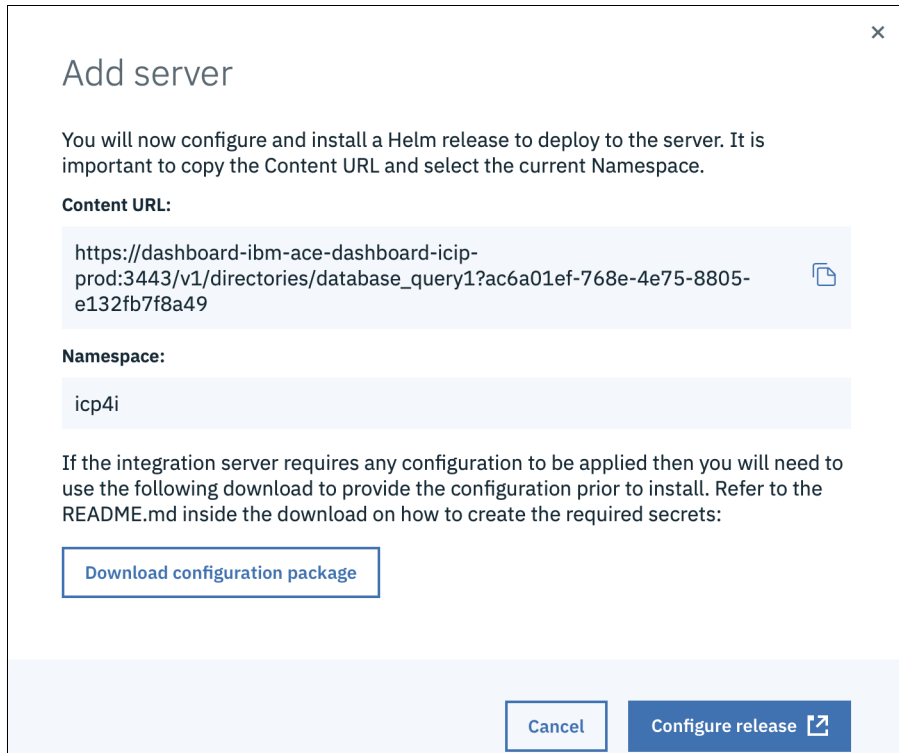 Add server
You will now configure and install a Helm release to deploy to the server. It is
important to copy the Content URL and select the current Namespace.
Content URL:
https://dashboard-ibm-ace-dashboard-icip-
prod:3443/v1/directories/database_query1?ac6a01ef-768e-4e75-8805-
e132fb7f8a49
Namespace:
icp4i
If the integration server requires any configuration to be applied then you will need to
use the following download to provide the configuration prior to install. Refer to the
README.md inside the download on how to create the required secrets:
Download configuration package
Cancel
Configure release